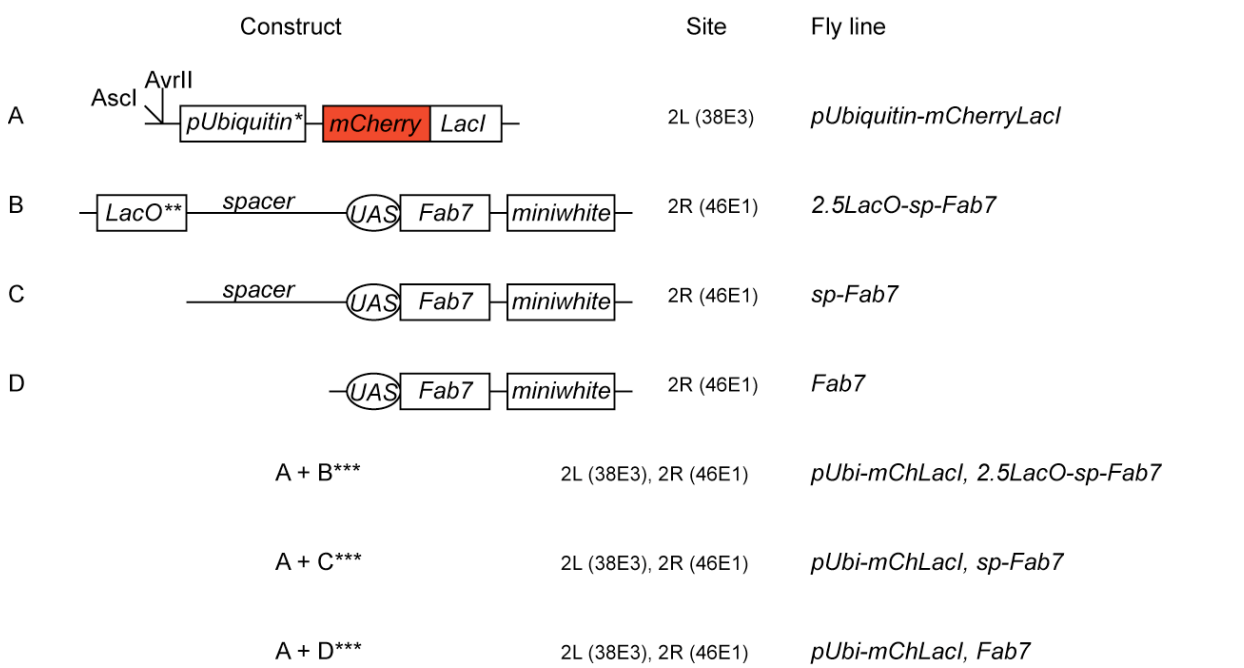 Construct Site Fly line
AvrII
AscI
A pUbiquitin* mCherry LacI 2L (38E3) pUbiquitin-mCherryLacI
B LacO** spacer UAS Fab7 miniwhite 2R (46E1) 2.5LacO-sp-Fab7
C spacer UAS Fab7 miniwhite 2R (46E1) sp-Fab7
D UAS Fab7 miniwhite 2R (46E1) Fab7
A + B*** 2L (38E3), 2R (46E1) pUbi-mChLacI, 2.5LacO-sp-Fab7
A + C*** 2L (38E3), 2R (46E1) pUbi-mChLacI, sp-Fab7
A + D*** 2L (38E3), 2R (46E1) pUbi-mChLacI, Fab7